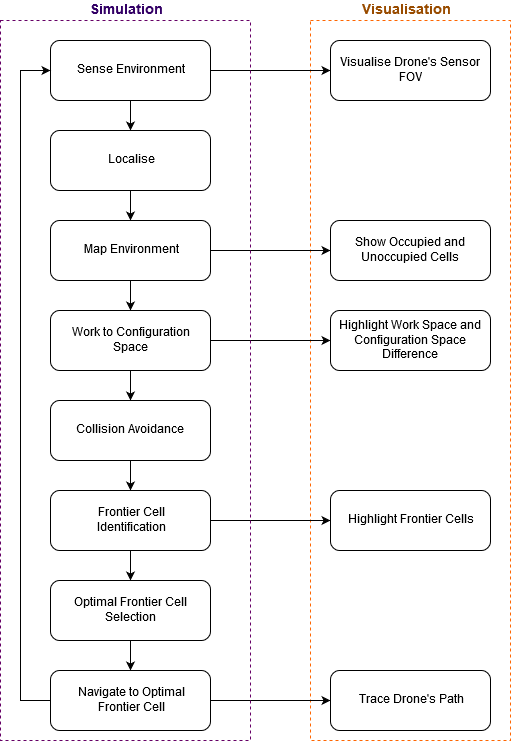 Simulation
Visualisation
Sense Environment
Visualise Drone's Sensor
FOV
Localise
Map Environment
Show Occupied and
Unoccupied Cells
Work to Configuration
Space
Highlight Work Space and
Configuration Space
Difference
Collision Avoidance
Frontier Cell
Identification
Highlight Frontier Cells
Optimal Frontier Cell
Selection
Navigate to Optimal
Frontier Cell
Trace Drone's Path